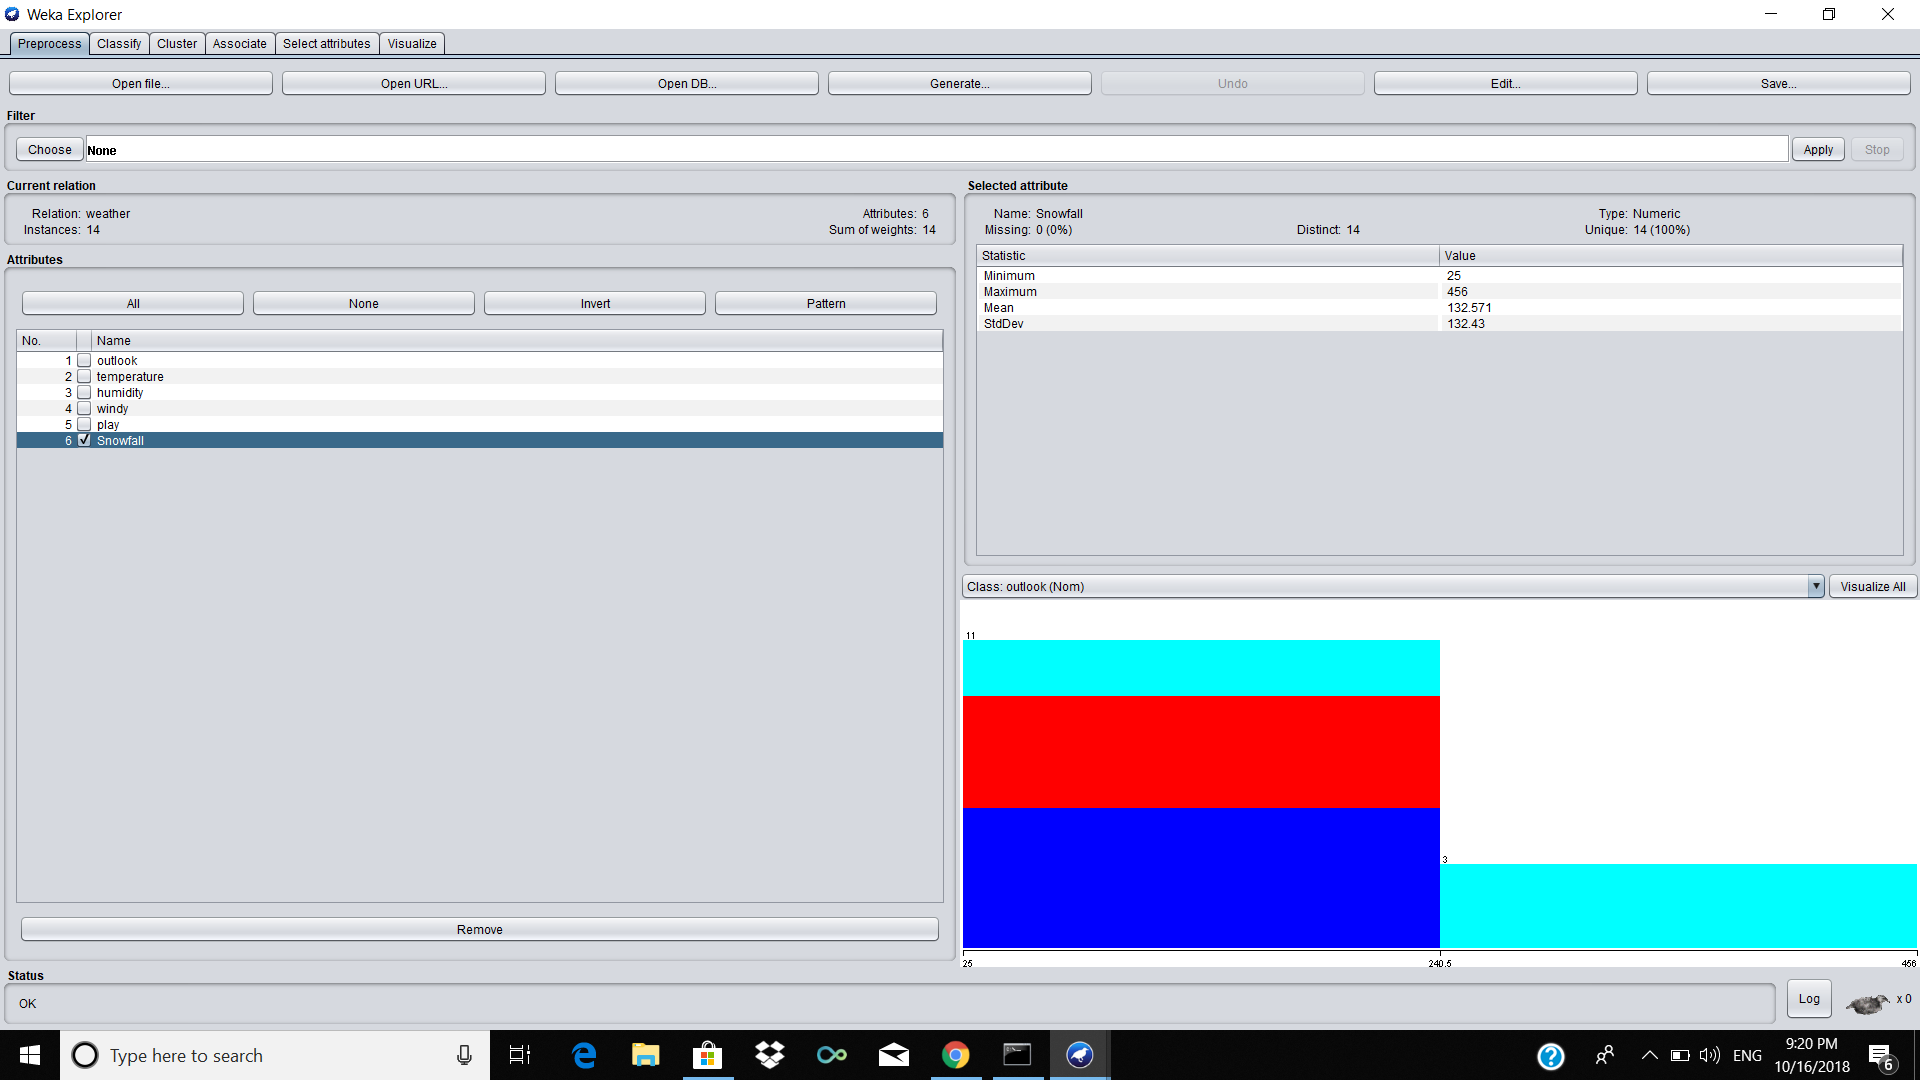 Weka Explorer
Preprocess Classify Cluster Associate Select attributes Visualize
Open file... Open URL... Open DB... Generate... Undo Edit... Save...
Filter
Choose None Apply Stop
Current relation
Relation: weather Attributes: 6
Instances: 14 Sum of weights: 14
Attributes
All None Invert Pattern
No. Name
1 outlook
2 temperature
3 humidity
4 windy
5 play
6 Snowfall
Remove
Selected attribute
Name: Snowfall Type: Numeric
Missing: 0 (0%) Distinct: 14 Unique: 14 (100%)
Statistic Value
Minimum 25
Maximum 456
Mean 132.571
StdDev 132.43
Class: outlook (Nom) Visualize All
11
3
25 240.5 456
Status
OK
Log x 0
Type here to search
ENG
9:20 PM
10/16/2018
6